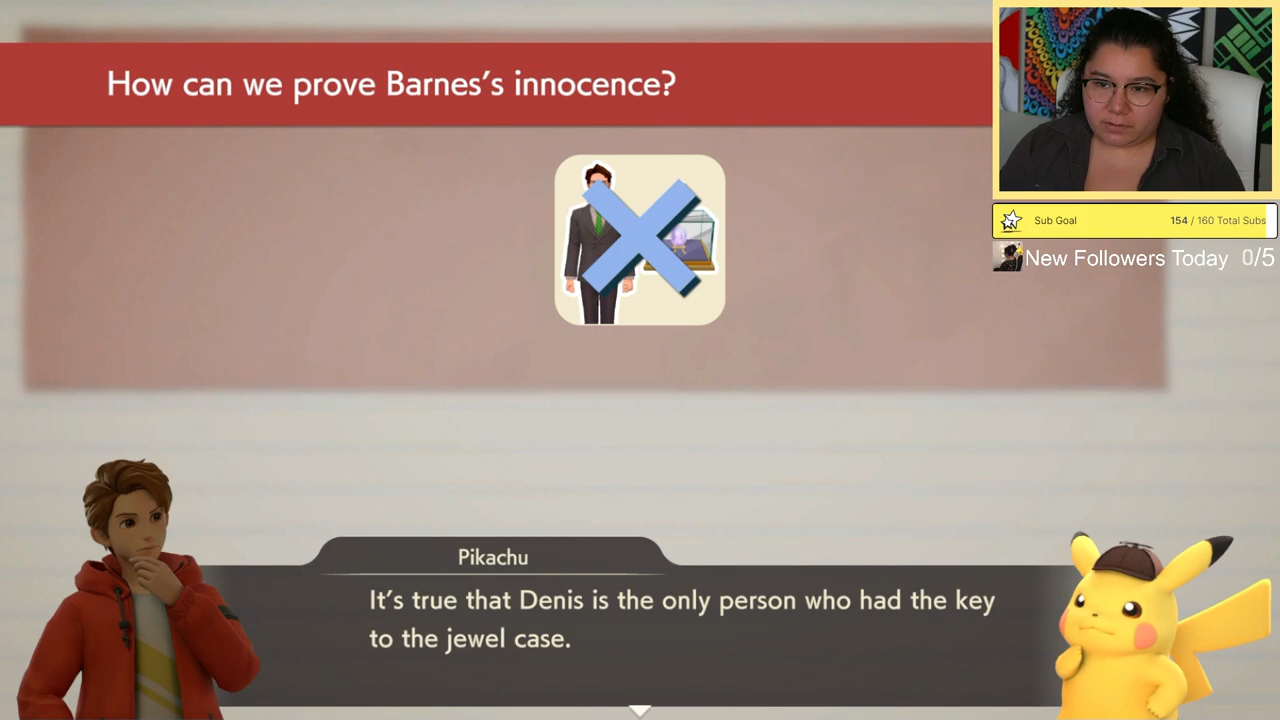 How can we prove Barnes's innocence?
Sub Goal 154 / 160 Total Subs
New Followers Today 0/5
Pikachu
It's true that Denis is the only person who had the key
to the jewel case.